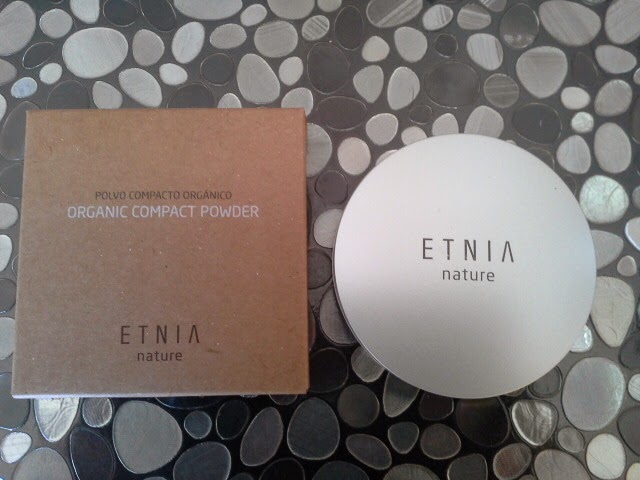 POLVO COMPACTO ORGÁNICO
ORGANIC COMPACT POWDER
ETNIA
nature
ETNIA
nature